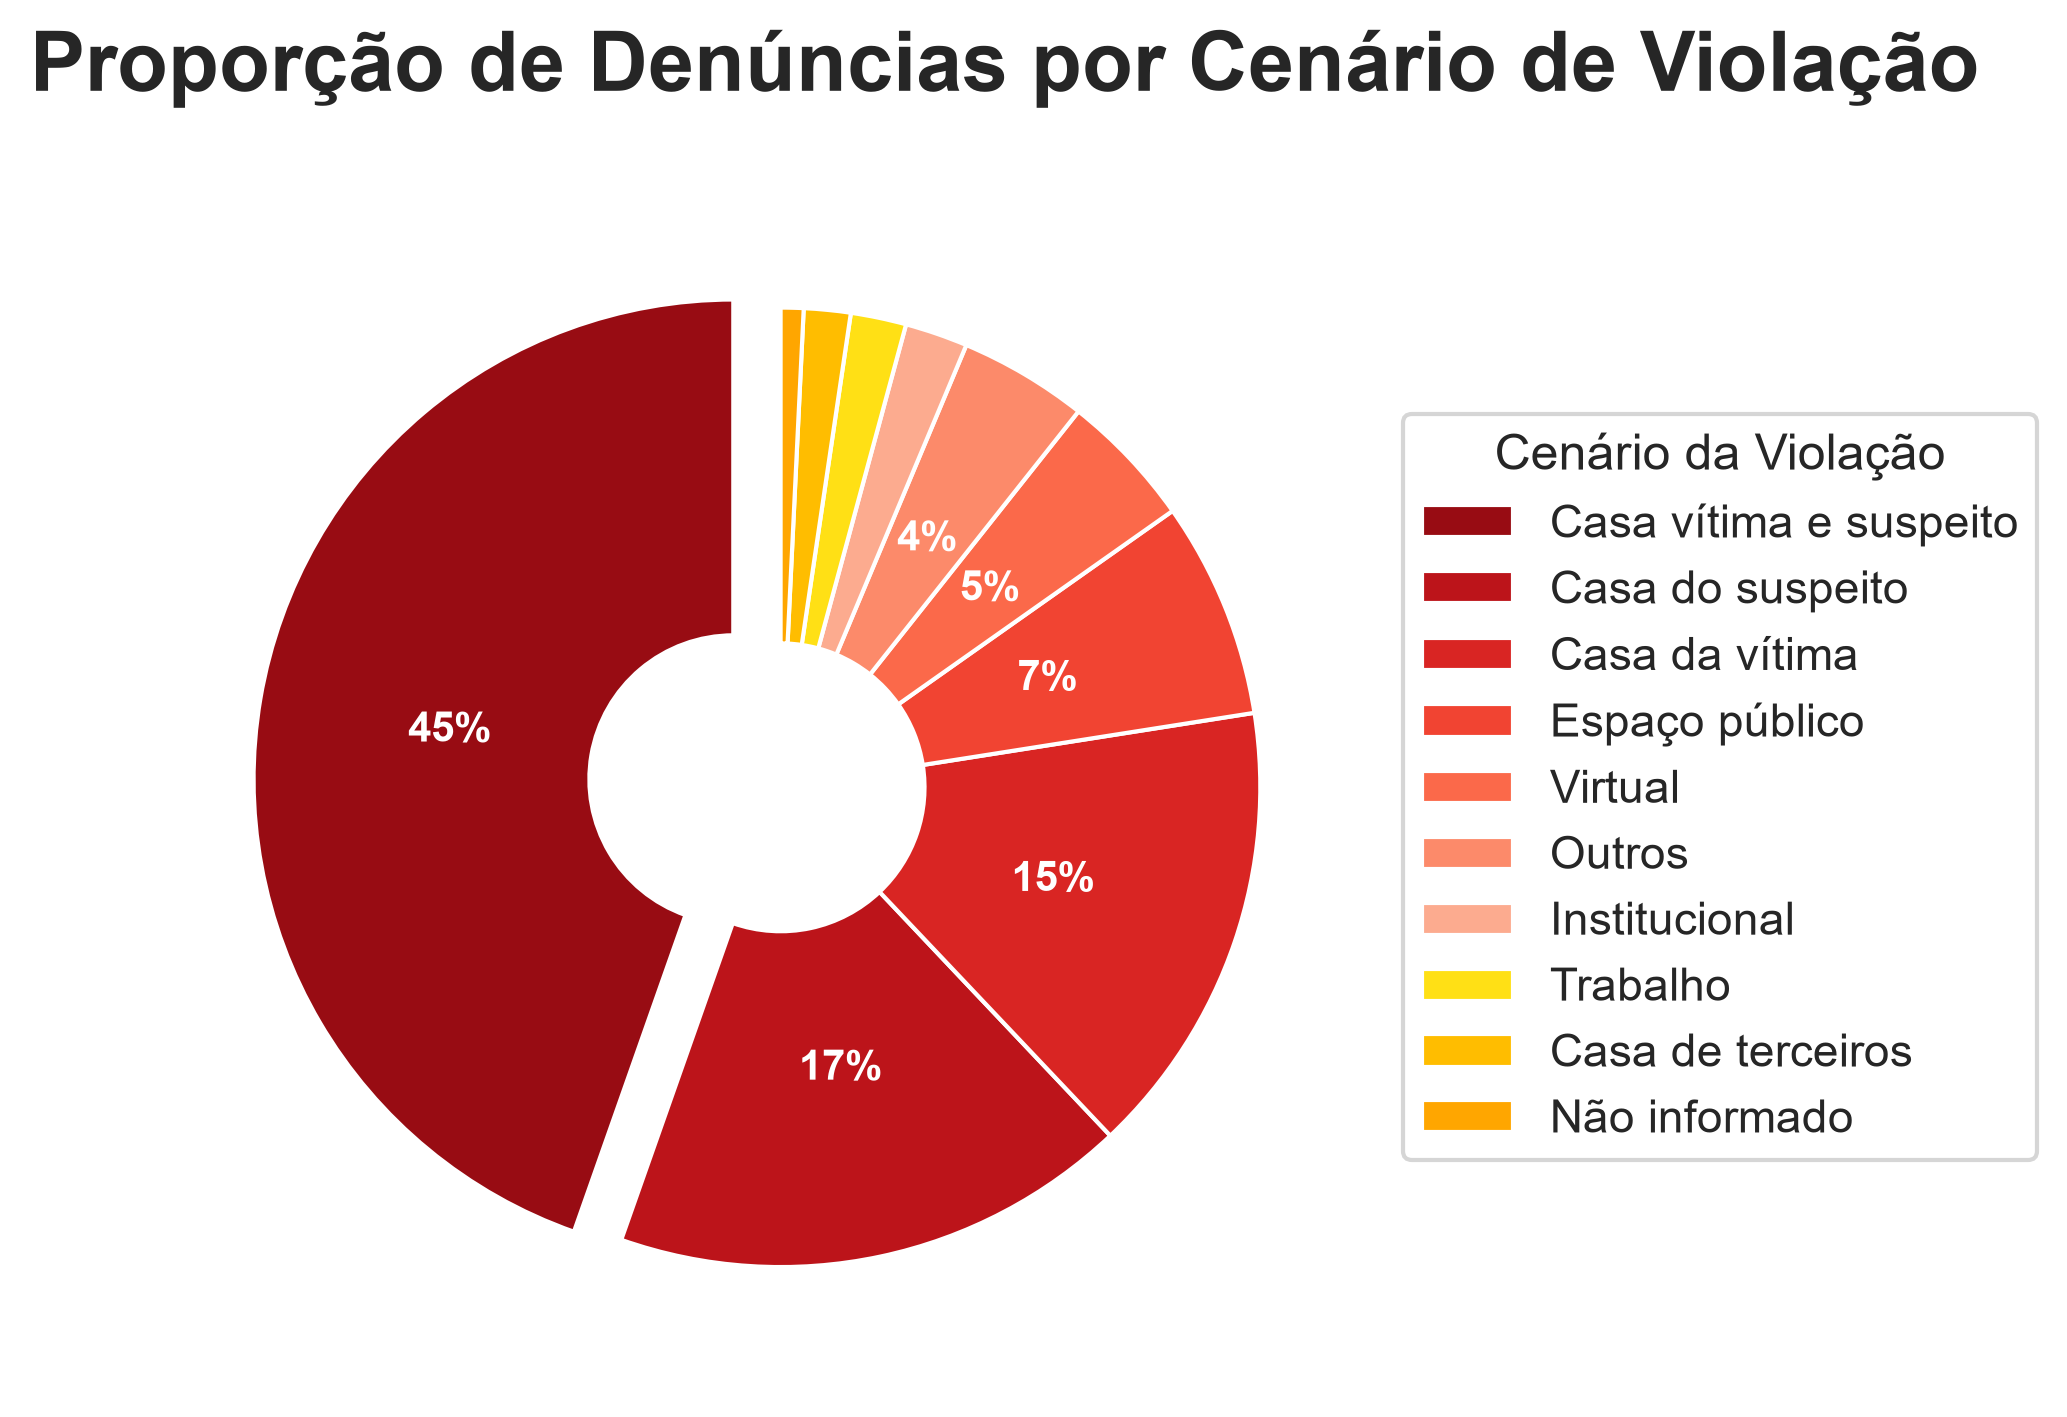 Proporção de Denúncias por Cenário de Violação
4%
5%
7%
45%
15%
17%
Cenário da Violação
Casa vítima e suspeito
Casa do suspeito
Casa da vítima
Espaço público
Virtual
Outros
Institucional
Trabalho
Casa de terceiros
Não informado